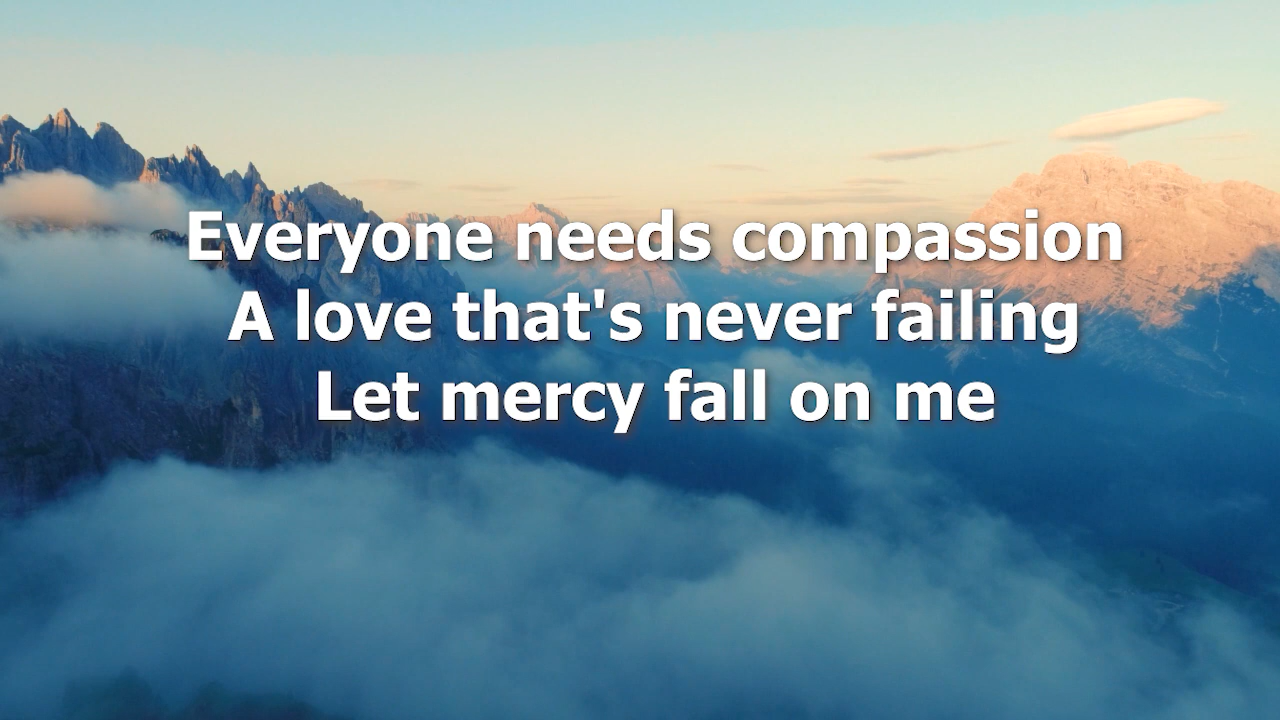 Everyone needs compassion
A love that's never failing
Let mercy fall on me